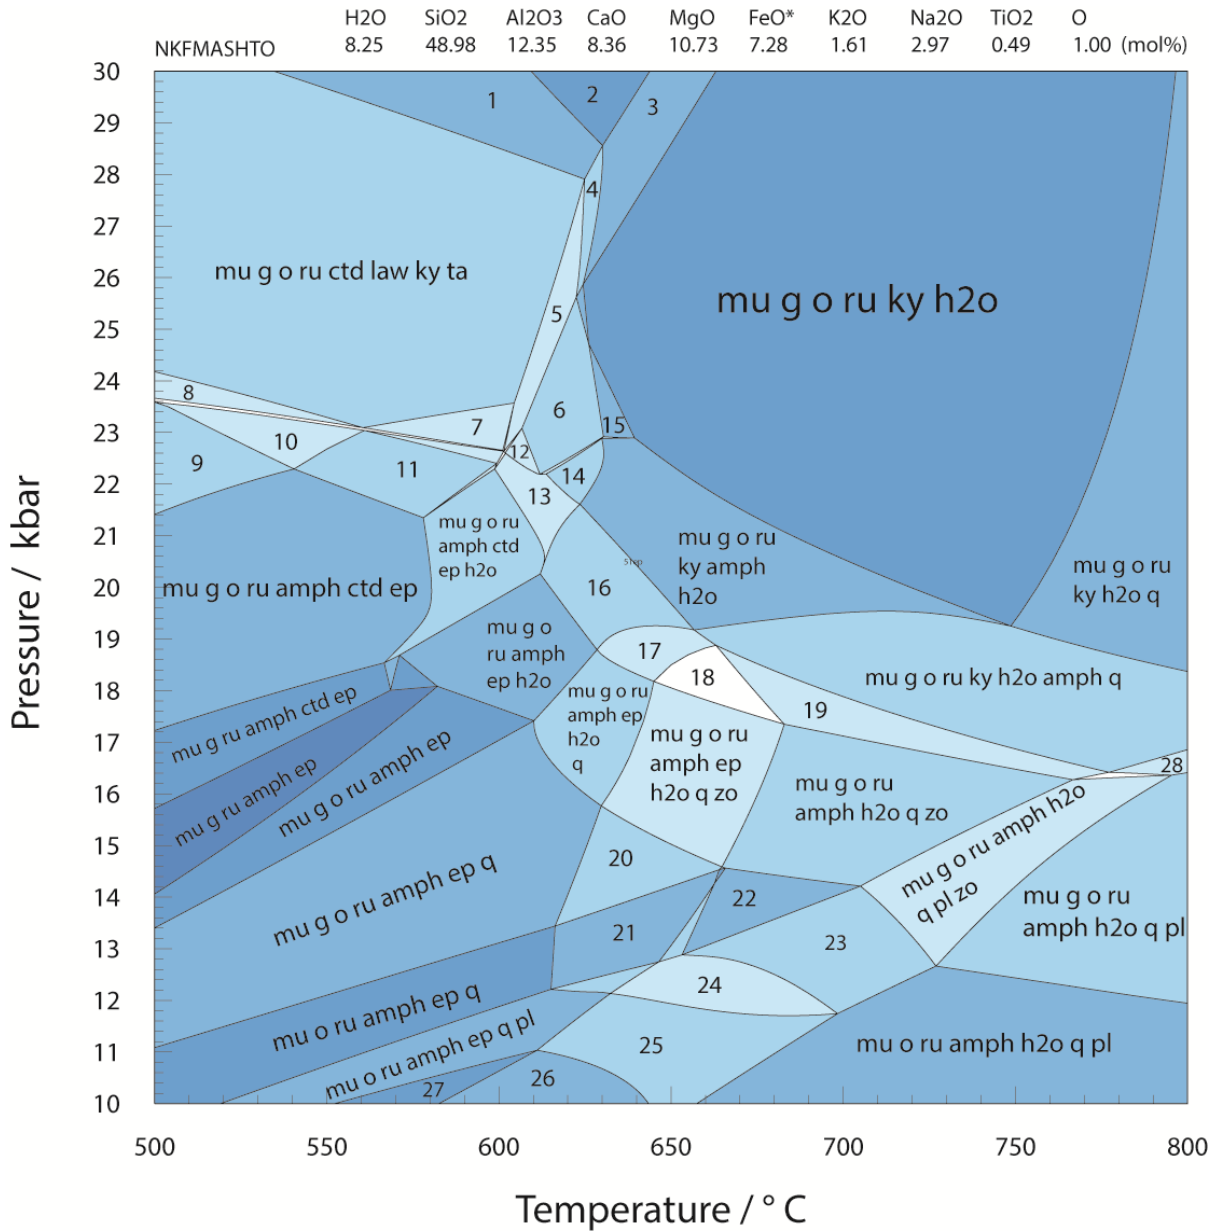 H2O SiO2 Al2O3 CaO MgO FeO* K2O Na2O TiO2 O
NKFMASHTO 8.25 48.98 12.35 8.36 10.73 7.28 1.61 2.97 0.49 1.00 (mol%)
30
29
28
27
26
25
24
23
22
21
20
19
18
17
16
15
14
13
12
11
10
Pressure / kbar
1
2
3
4
mu g o ru ctd law ky ta
mu g o ru ky h2o
5
8
6
7
15
10
12
9
11
14
13
mu g o ru
amph ctd
ep h2o
mu g o ru
ky amph
h2o
Stop
mu g o ru
ky h2o q
mu g o ru amph ctd ep
16
mu g o
ru amph
ep h2o
17
18
mu g o ru ky h2o amph q
mu g o ru
amph ep
h2o
q
19
mu g ru amph ctd ep
mu g o ru
amph ep
h2o q zo
28
mu g ru amph ep
mu g o ru amph ep
mu g o ru
amph h2o q zo
mu g o ru amph h2o
q pl zo
20
mu g o ru amph ep q
22
mu g o ru
amph h2o q pl
21
23
24
mu o ru amph ep q
mu o ru amph ep q pl
25
mu o ru amph h2o q pl
27
26
500 550 600 650 700 750 800
Temperature / ° C